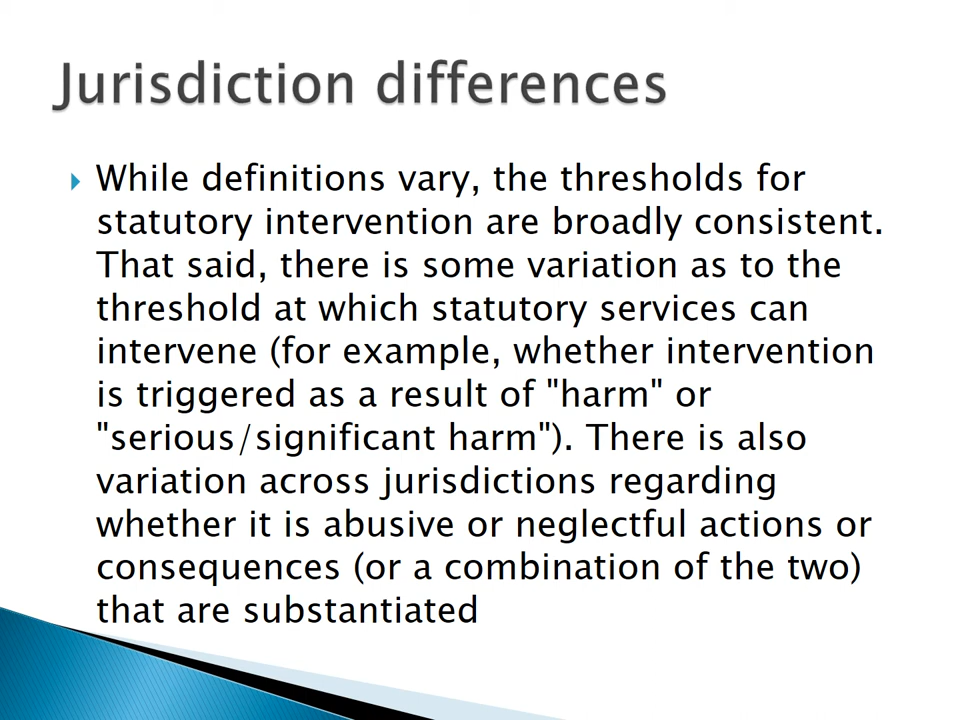 Jurisdiction differences
While definitions vary, the thresholds for
statutory intervention are broadly consistent.
That said, there is some variation as to the
threshold at which statutory services can
intervene (for example, whether intervention
is triggered as a result of "harm" or
"serious/significant harm"). There is also
variation across jurisdictions regarding
whether it is abusive or neglectful actions or
consequences (or a combination of the two)
that are substantiated